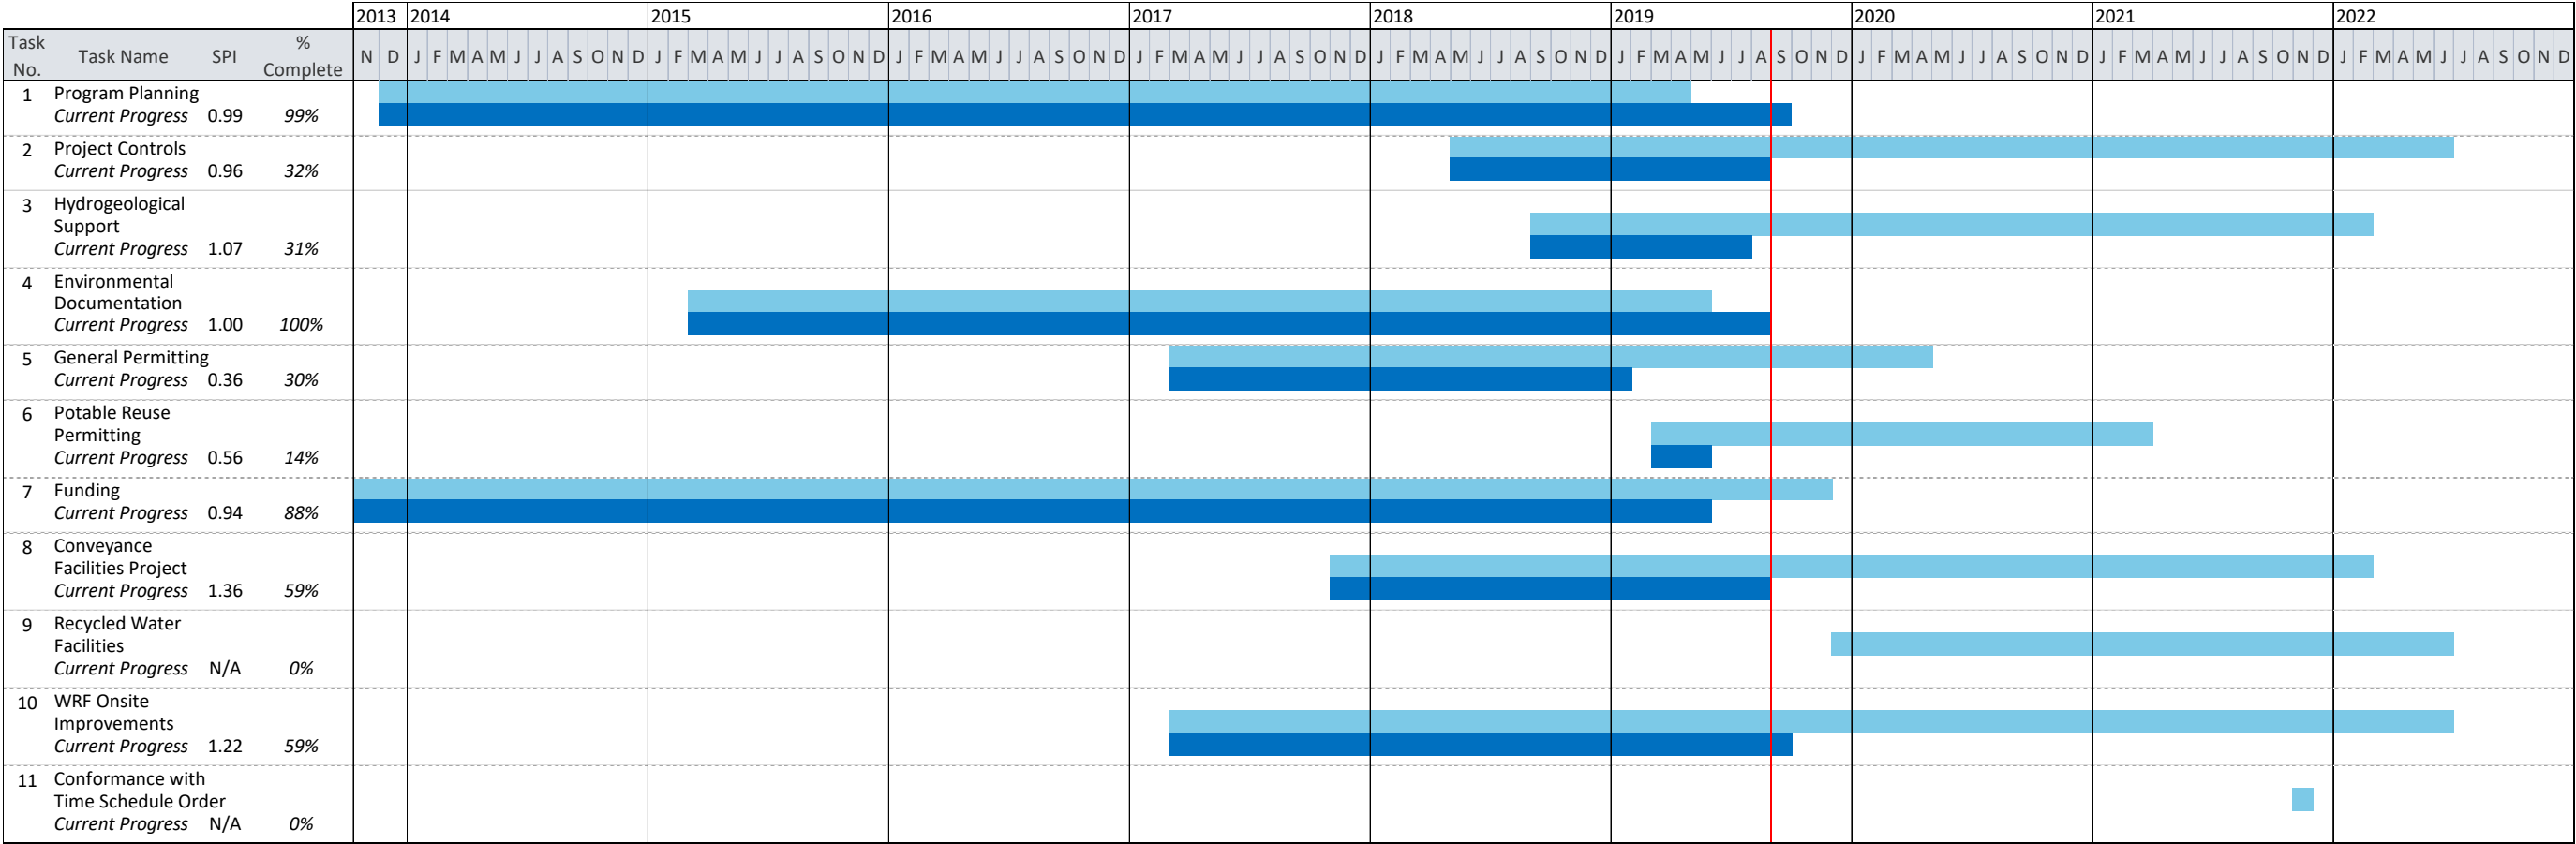 2013 2014 2015 2016 2017 2018 2019 2020 2021 2022
Task No. Task Name SPI % Complete N D J F M A M J J A S O N D J F M A M J J A S O N D J F M A M J J A S O N D J F M A M J J A S O N D J F M A M J J A S O N D J F M A M J J A S O N D J F M A M J J A S O N D J F M A M J J A S O N D J F M A M J J A S O N D
1 Program Planning
Current Progress 0.99 99%
2 Project Controls
Current Progress 0.96 32%
3 Hydrogeological
Support
Current Progress 1.07 31%
4 Environmental
Documentation
Current Progress 1.00 100%
5 General Permitting
Current Progress 0.36 30%
6 Potable Reuse
Permitting
Current Progress 0.56 14%
7 Funding
Current Progress 0.94 88%
8 Conveyance
Facilities Project
Current Progress 1.36 59%
9 Recycled Water
Facilities
Current Progress N/A 0%
10 WRF Onsite
Improvements
Current Progress 1.22 59%
11 Conformance with
Time Schedule Order
Current Progress N/A 0%